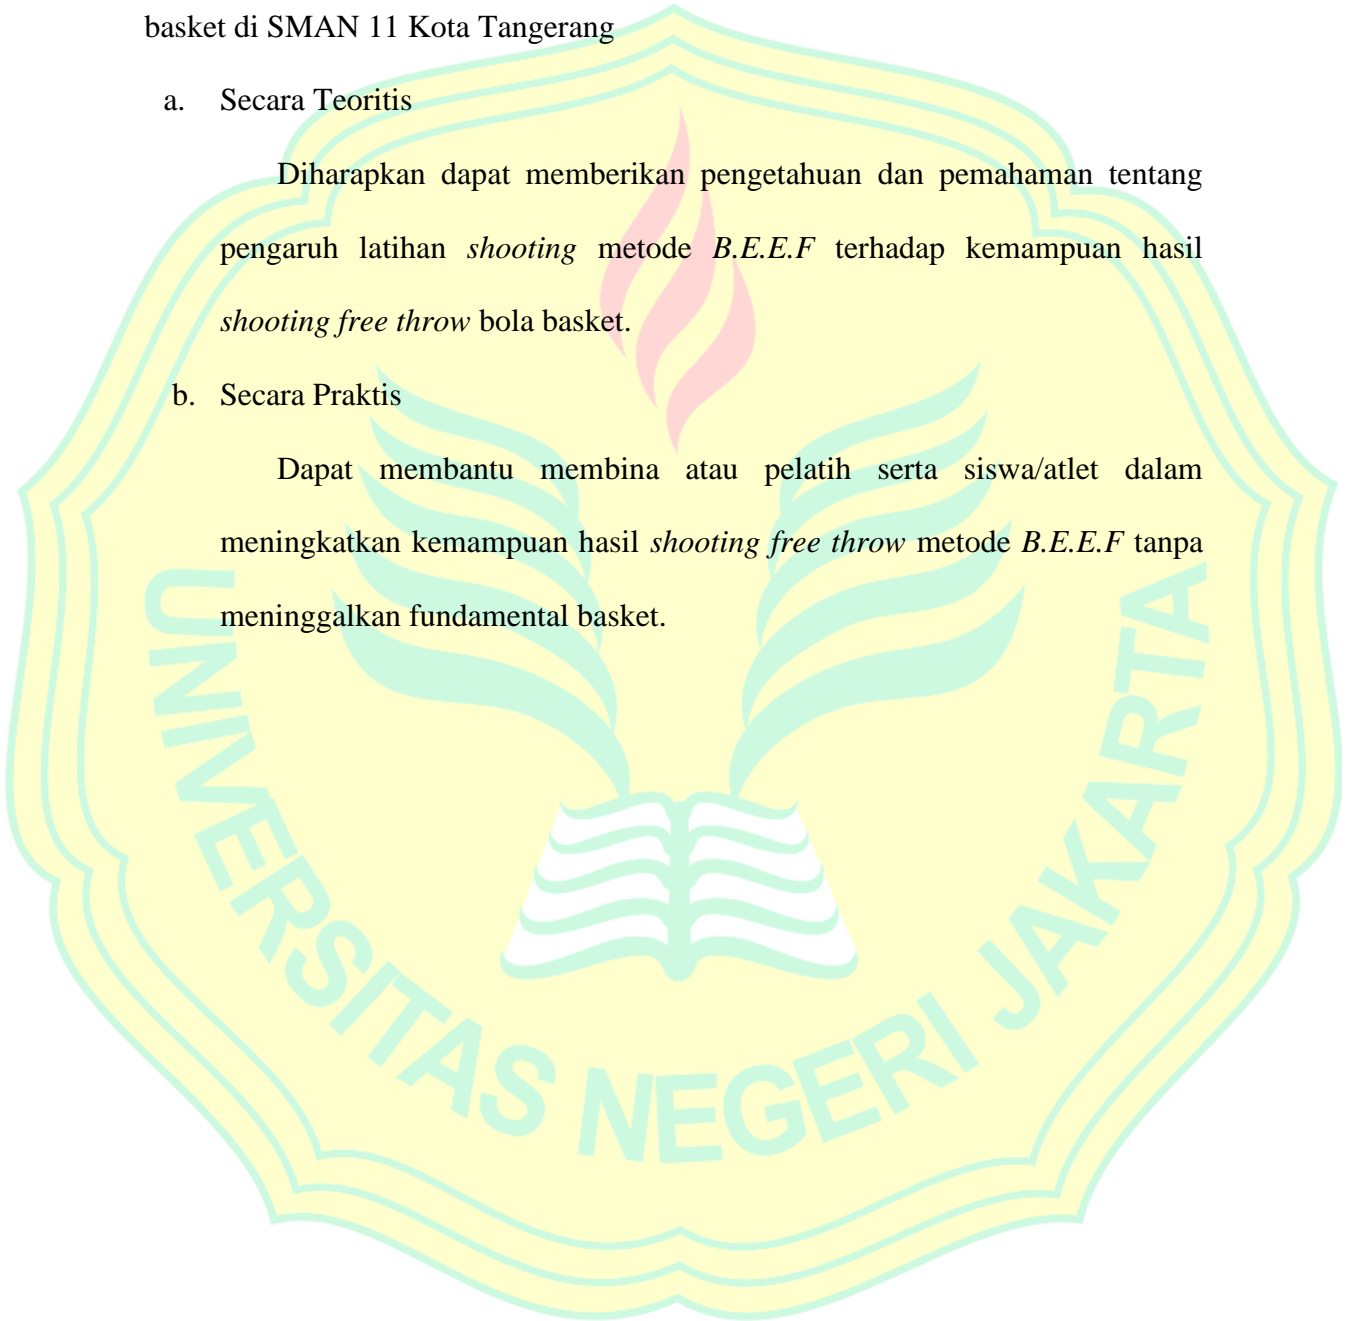 basket di SMAN 11 Kota Tangerang
a. Secara Teoritis
Diharapkan dapat memberikan pengetahuan dan pemahaman tentang
pengaruh latihan shooting metode B.E.E.F terhadap kemampuan hasil
shooting free throw bola basket.
b. Secara Praktis
Dapat membantu membina atau pelatih serta siswa/atlet dalam
meningkatkan kemampuan hasil shooting free throw metode B.E.E.F tanpa
meninggalkan fundamental basket.
UNIVERSITAS NEGERI JAKARTA